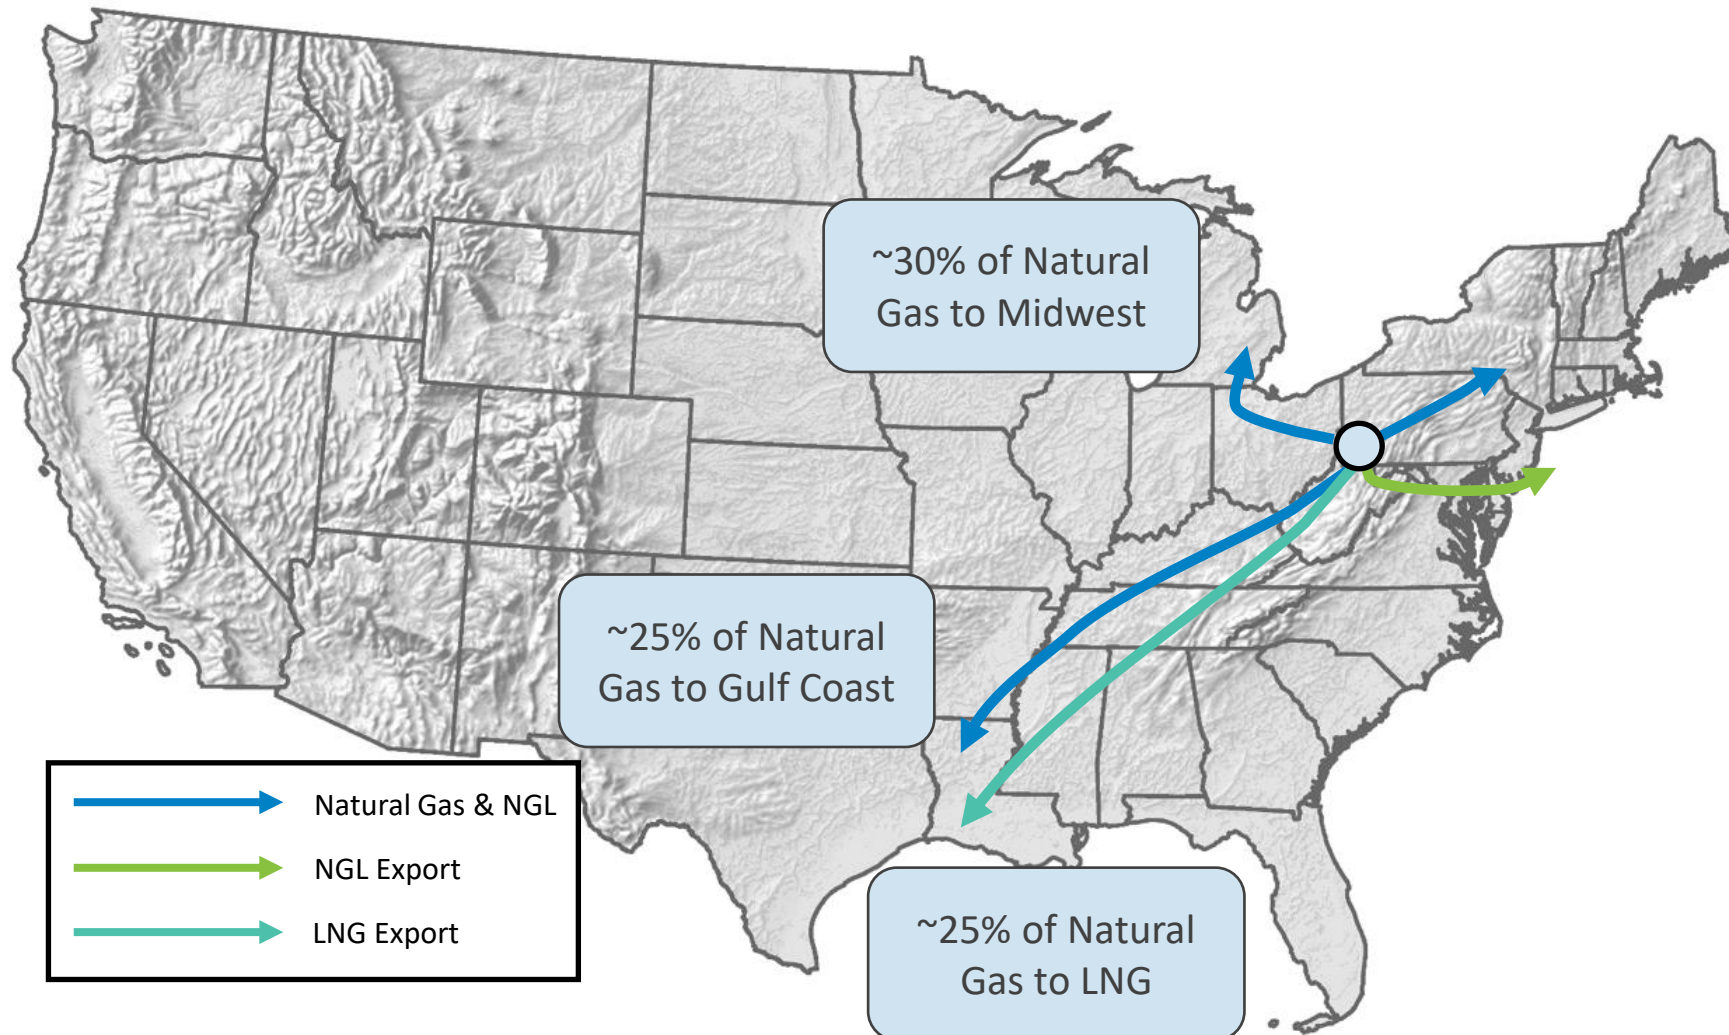 ~30% of Natural
Gas to Midwest
~25% of Natural
Gas to Gulf Coast
Natural Gas & NGL
NGL Export
LNG Export
~25% of Natural
Gas to LNG